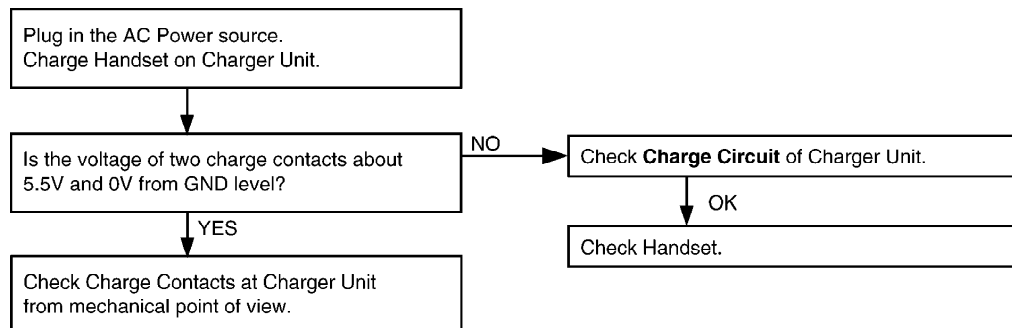 Plug in the AC Power source.
Charge Handset on Charger Unit.
Is the voltage of two charge contacts about
5.5V and 0V from GND level?
NO
Check Charge Circuit of Charger Unit.
OK
Check Handset.
YES
Check Charge Contacts at Charger Unit
from mechanical point of view.